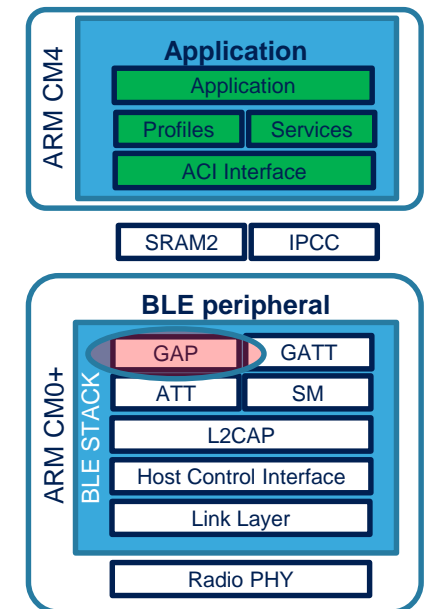 ARM CM4
Application
Application
Profiles Services
ACI Interface
SRAM2 IPCC
ARM CM0+
BLE peripheral
BLE STACK
GAP GATT
ATT SM
L2CAP
Host Control Interface
Link Layer
Radio PHY